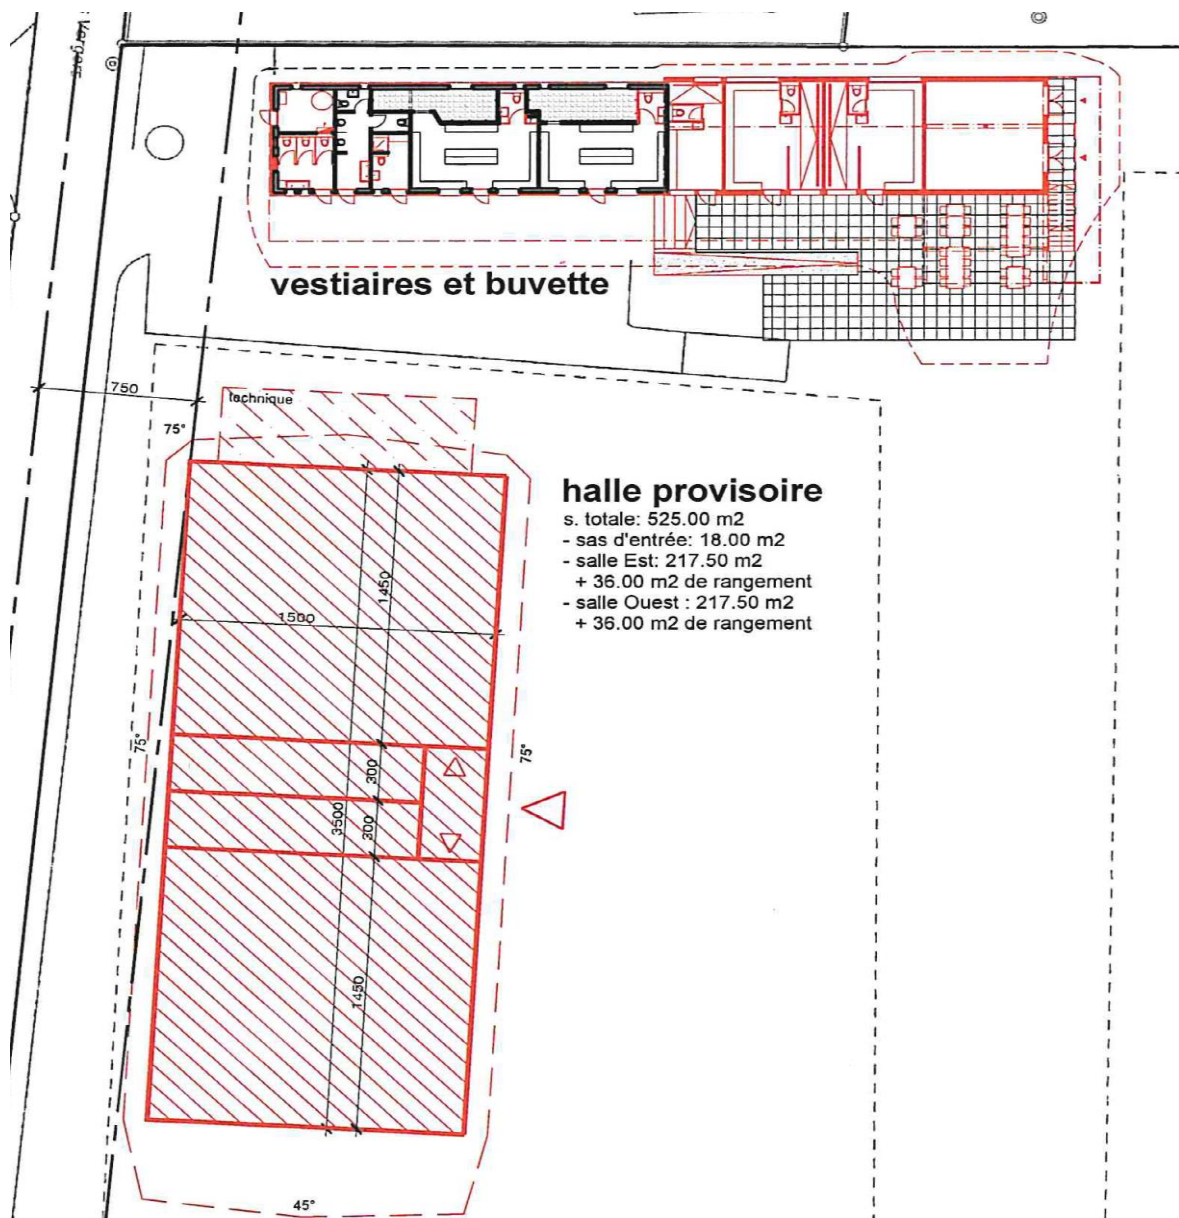 vestiaires et buvette
750
technique
75°
halle provisoire
s. totale: 525.00 m2
- sas d'entrée: 18.00 m2
- salle Est: 217.50 m2
+ 36.00 m2 de rangement
- salle Ouest : 217.50 m2
+ 36.00 m2 de rangement
1450
1500
75°
75°
300
3500
300
1450
45°